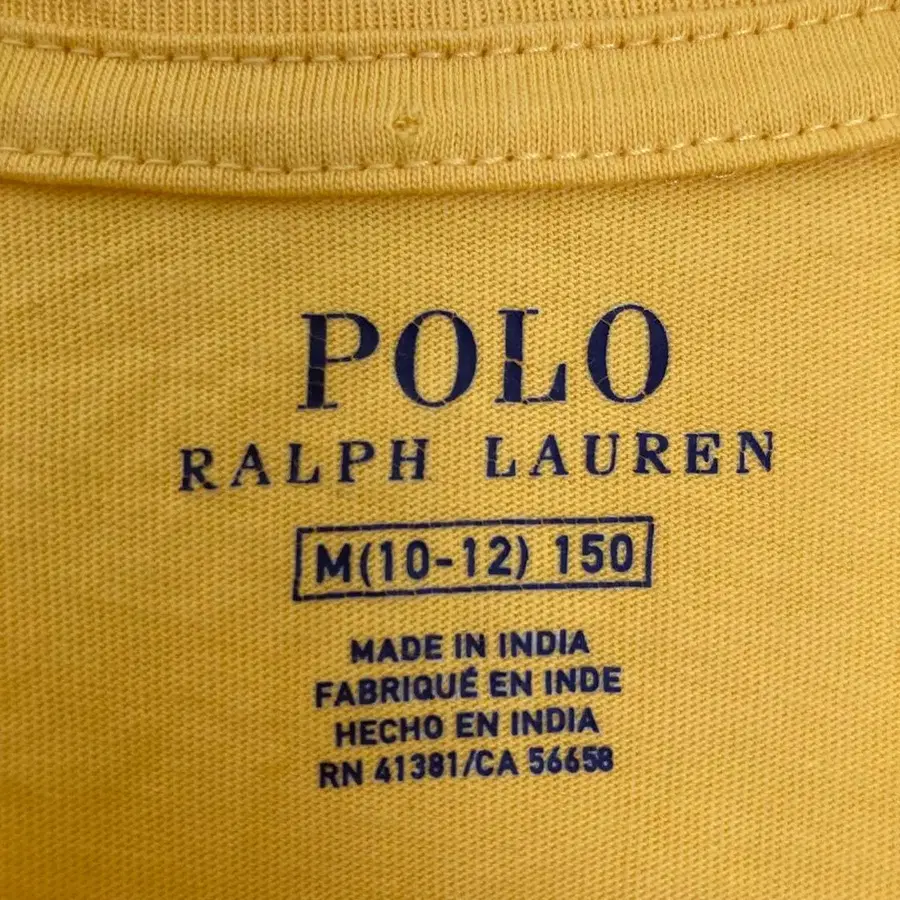 POLO
RALPH LAUREN
M(10-12) 150
MADE IN INDIA
FABRIQUÉ EN INDE
HECHO EN INDIA
RN 41381/CA 56658